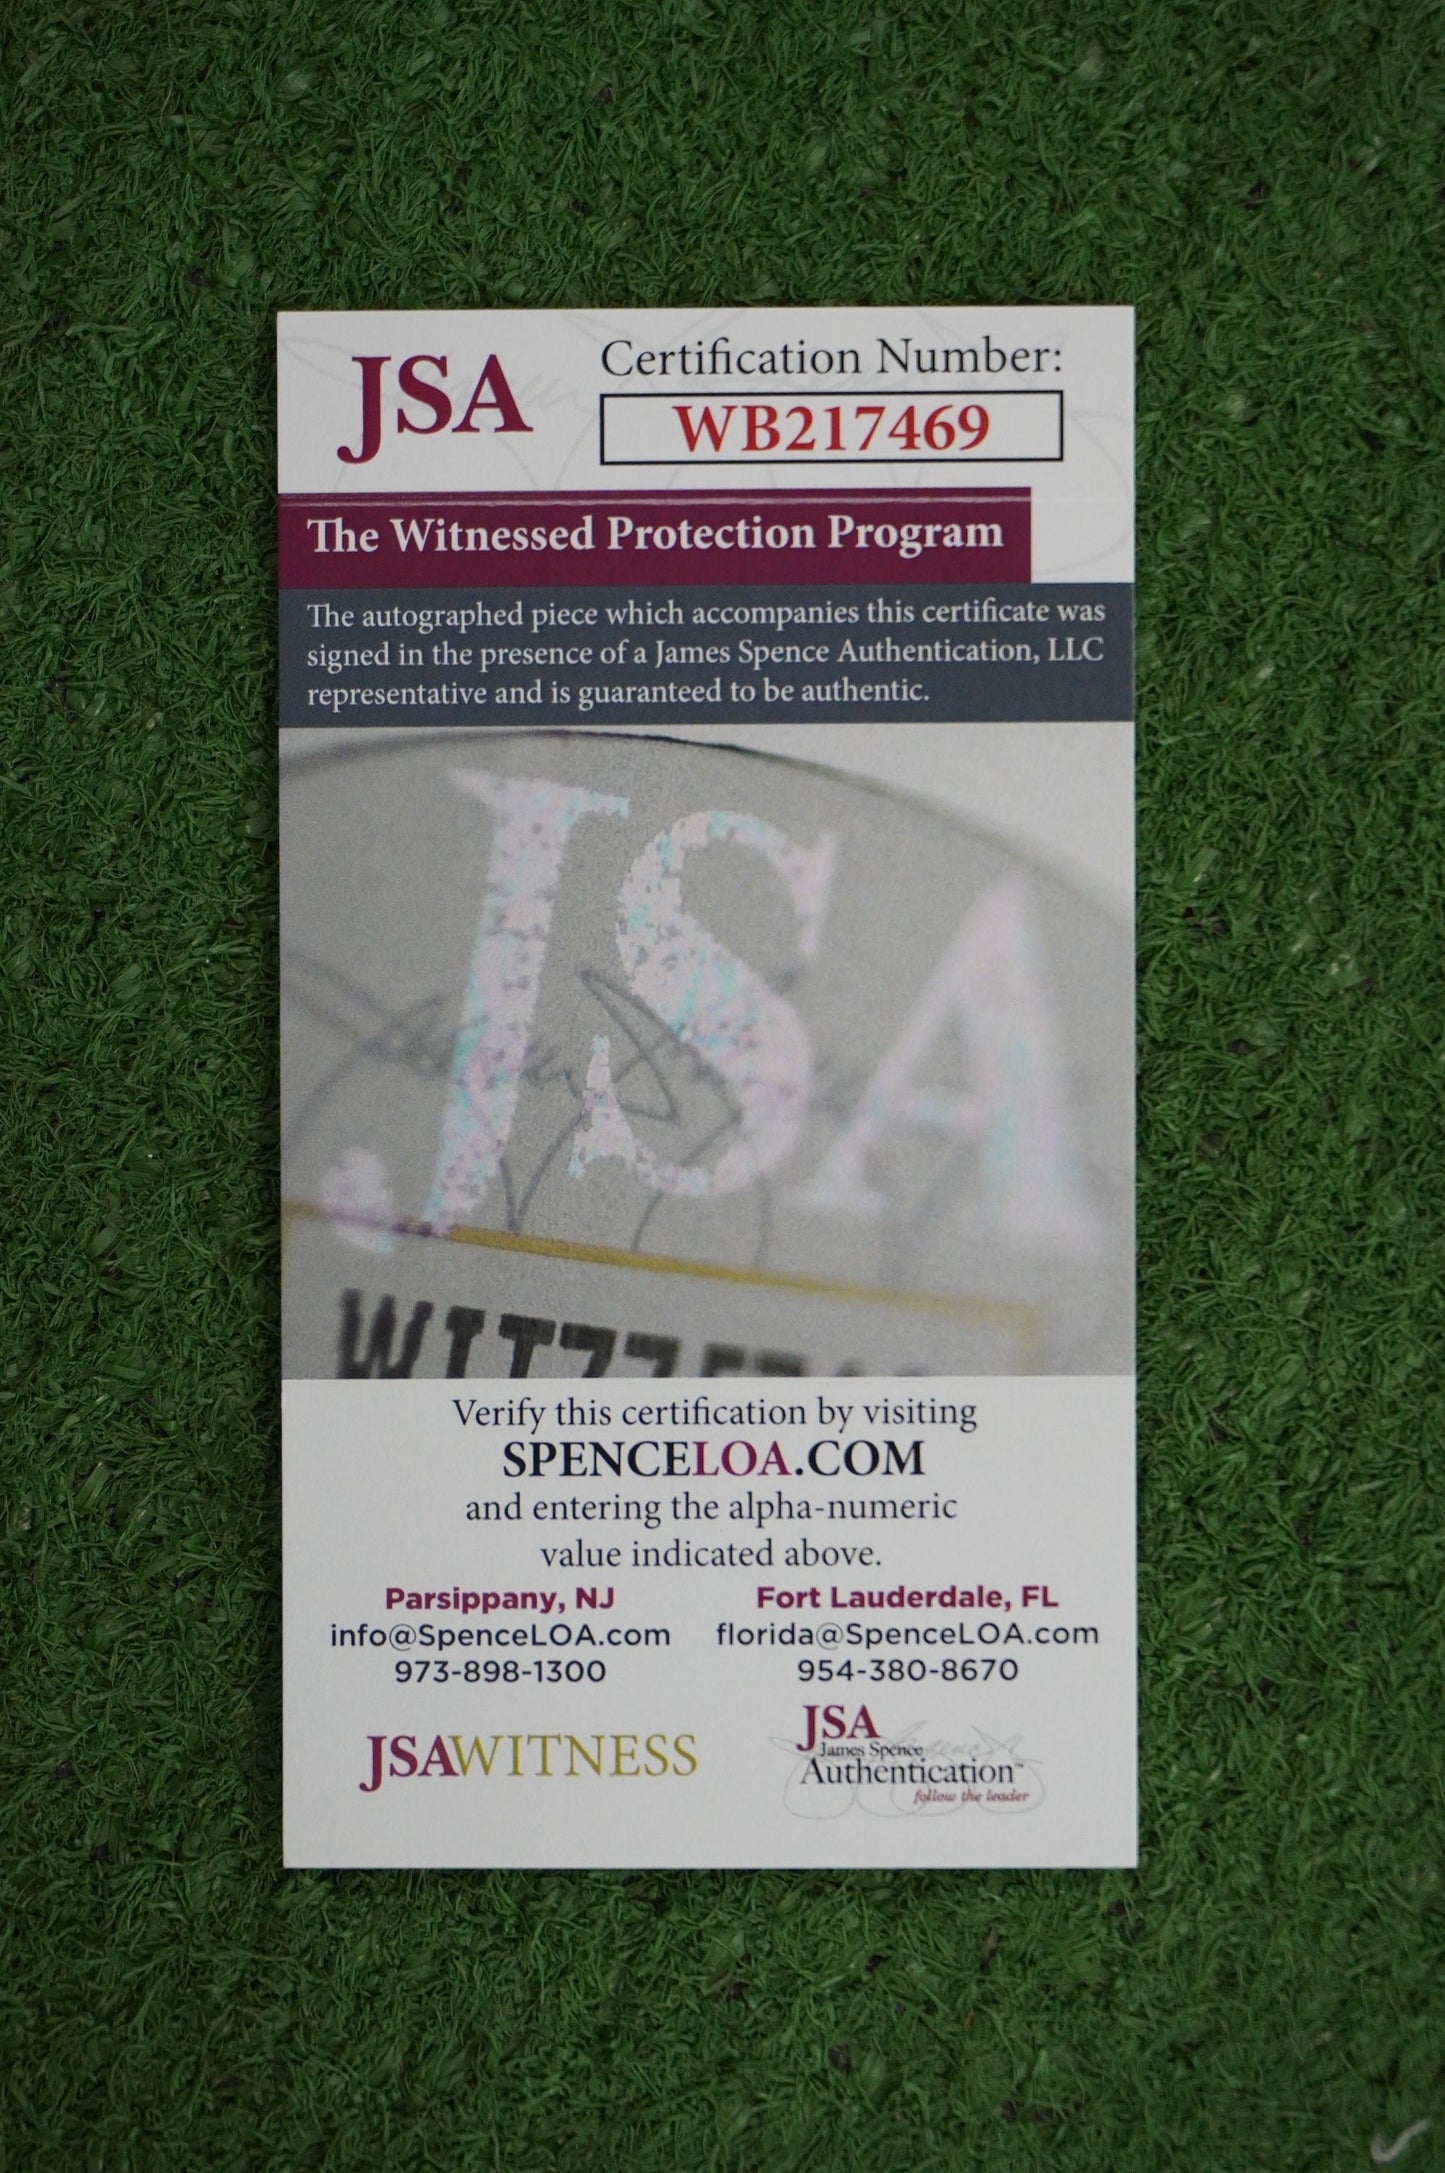 JSA
Certification Number:
WB217469
The Witnessed Protection Program
The autographed piece which accompanies this certificate was
signed in the presence of a James Spence Authentication, LLC
representative and is guaranteed to be authentic.
JSA
Verify this certification by visiting
SPENCELOA.COM
and entering the alpha-numeric
value indicated above.
Parsippany, NJ
info@SpenceLOA.com
973-898-1300
Fort Lauderdale, FL
florida@SpenceLOA.com
954-380-8670
JSAWITNESS
JSA
James Spence
Authentication™
follow the leader